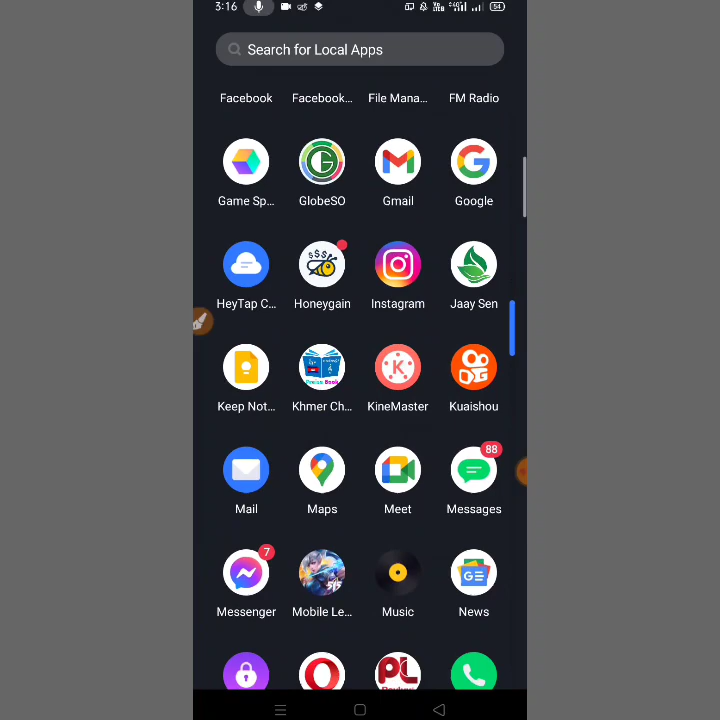 3:16
54
Search for Local Apps
Facebook Facebook... File Mana... FM Radio
Game Sp... GlobeSO Gmail Google
HeyTap C... Honeygain Instagram Jaay Sen
Keep Not... Khmer Ch... KineMaster Kuaishou
88
Mail Maps Meet Messages
7
Messenger Mobile Le... Music News
PL